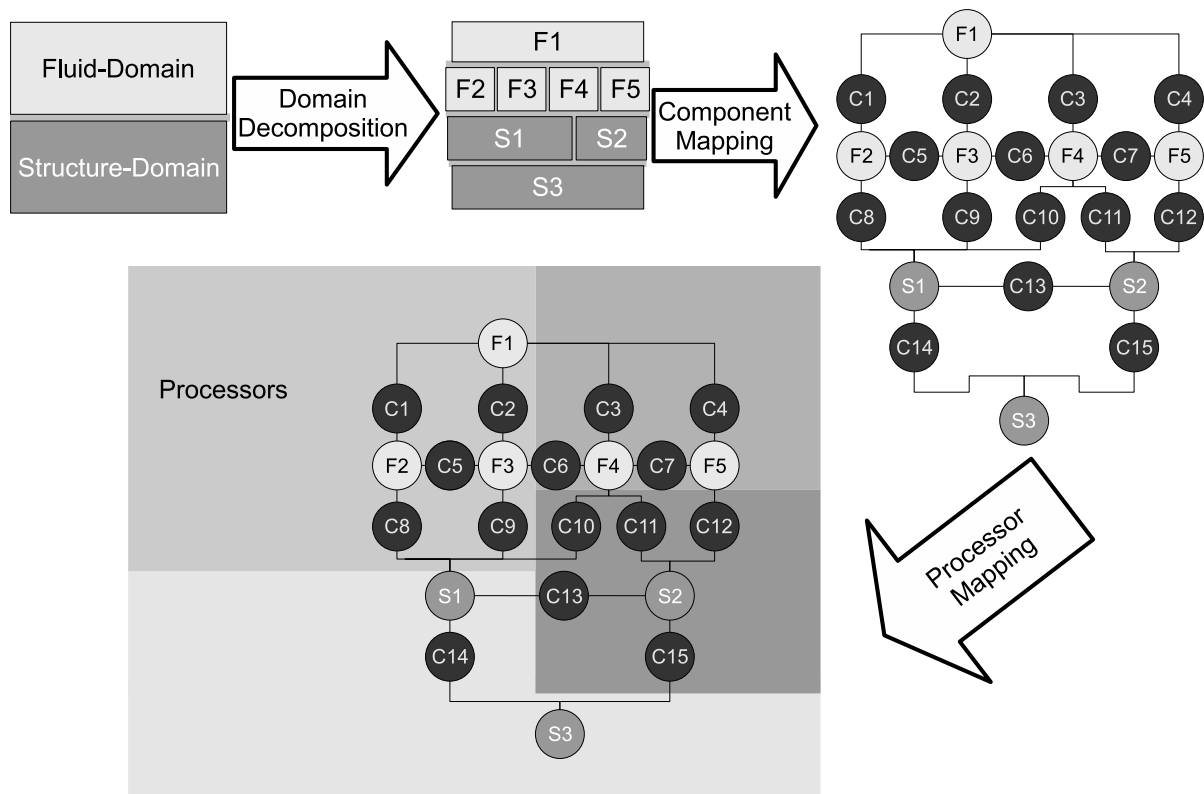 Fluid-Domain
Structure-Domain
Domain
Decomposition
F1
F2 F3 F4 F5
S1 S2
S3
Component
Mapping
F1
C1 C2 C3 C4
F2 C5 F3 C6 F4 C7 F5
C8 C9 C10 C11 C12
S1 C13 S2
C14 C15
S3
Processor
Mapping
Processors
F1
C1 C2 C3 C4
F2 C5 F3 C6 F4 C7 F5
C8 C9 C10 C11 C12
S1 C13 S2
C14 C15
S3